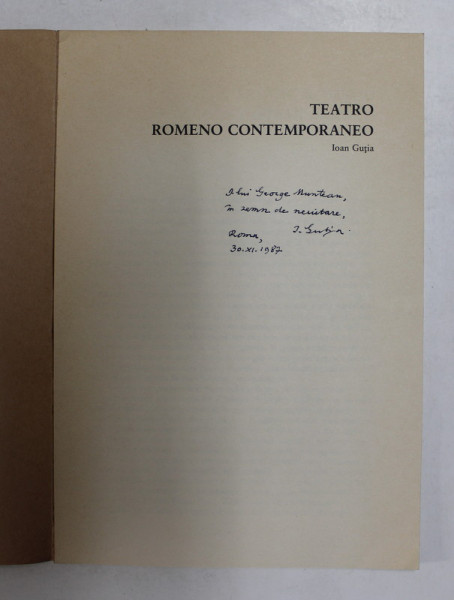 TEATRO
ROMENO CONTEMPORANEO
Ioan Guţia
D lui George Muntean,
în semn de neuitare,
I. Guţia
Roma,
30.XI.1987